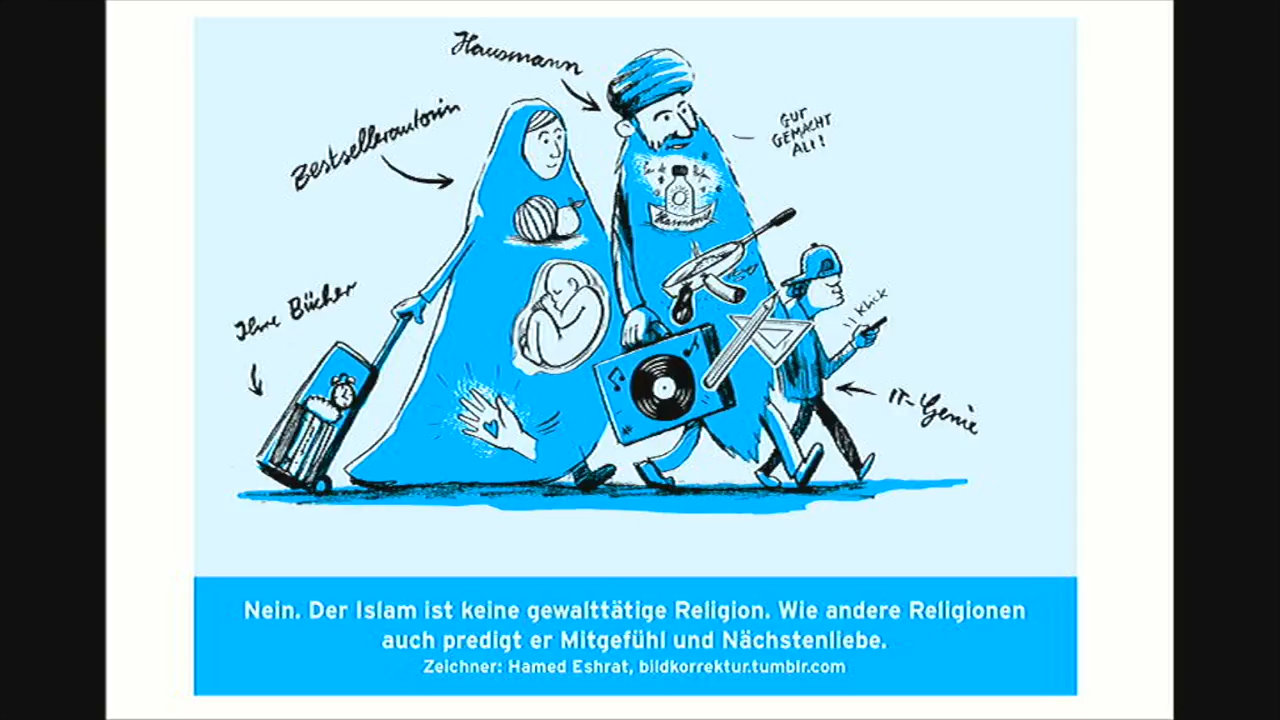 Hausmann
Bestsellerautorin
GUT
GEMACHT
ALI!
Ihre Bücher
Klick
IT-Genie
Nein. Der Islam ist keine gewalttätige Religion. Wie andere Religionen
auch predigt er Mitgefühl und Nächstenliebe.
Zeichner: Hamed Eshrat, bildkorrektur.tumblr.com